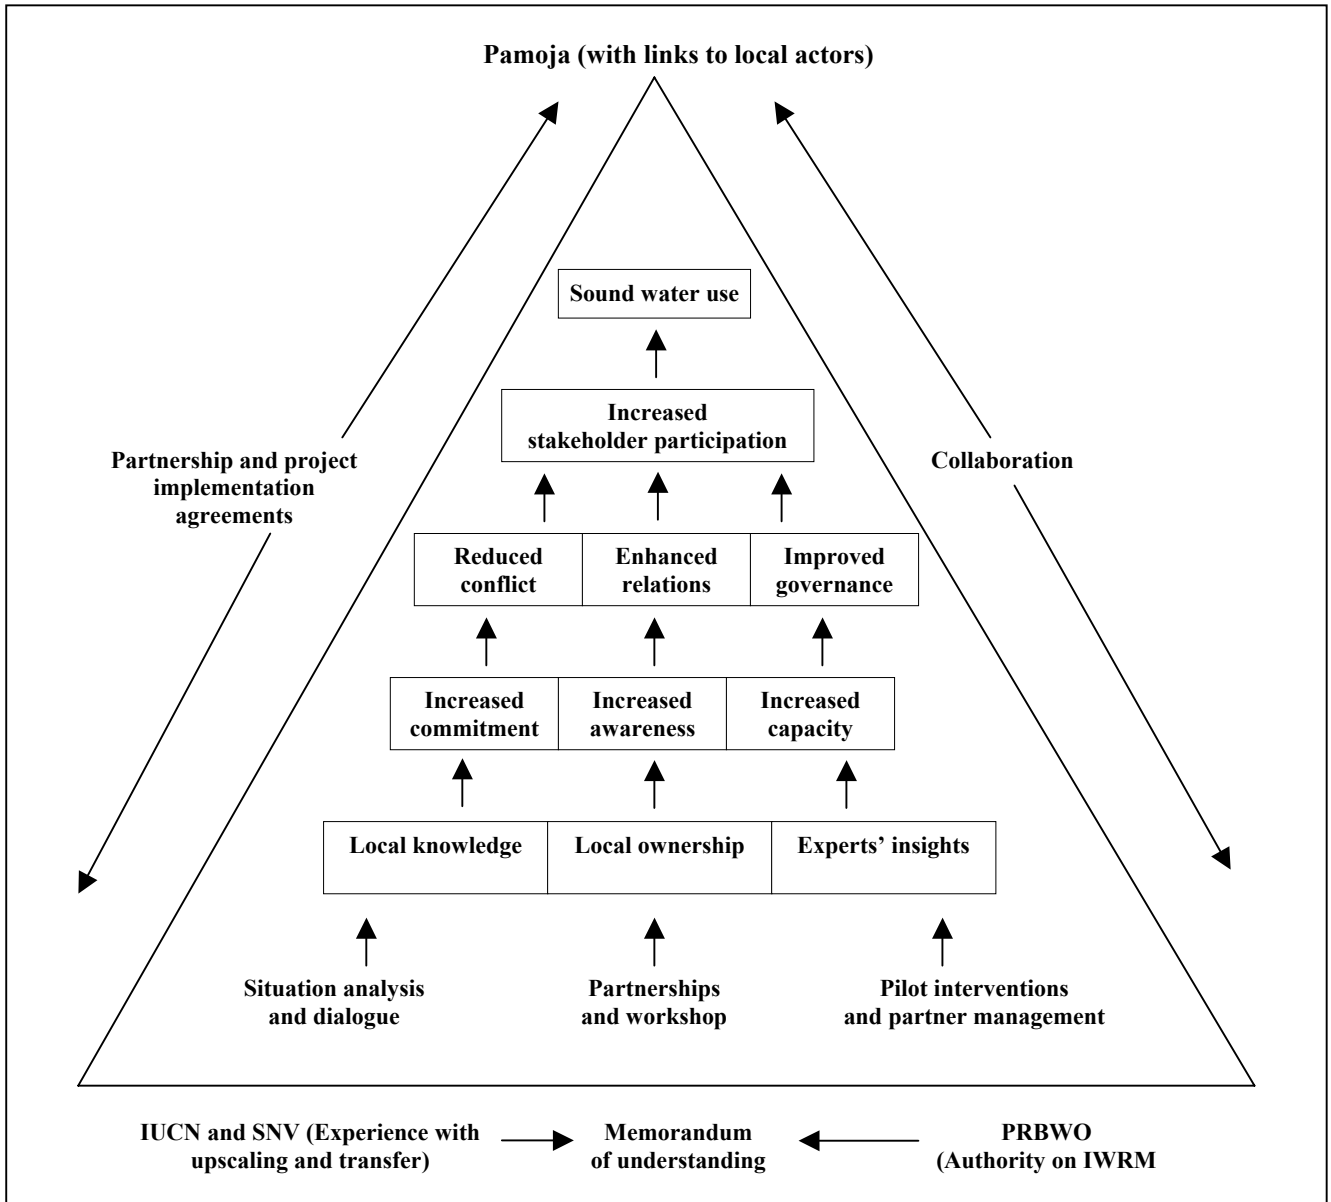 Pamoja (with links to local actors)
Sound water use
Increased
stakeholder participation
Partnership and project
implementation
agreements
Collaboration
Reduced
conflict
Enhanced
relations
Improved
governance
Increased
commitment
Increased
awareness
Increased
capacity
Local knowledge
Local ownership
Experts’ insights
Situation analysis
and dialogue
Partnerships
and workshop
Pilot interventions
and partner management
IUCN and SNV (Experience with
upscaling and transfer)
Memorandum
of understanding
PRBWO
(Authority on IWRM